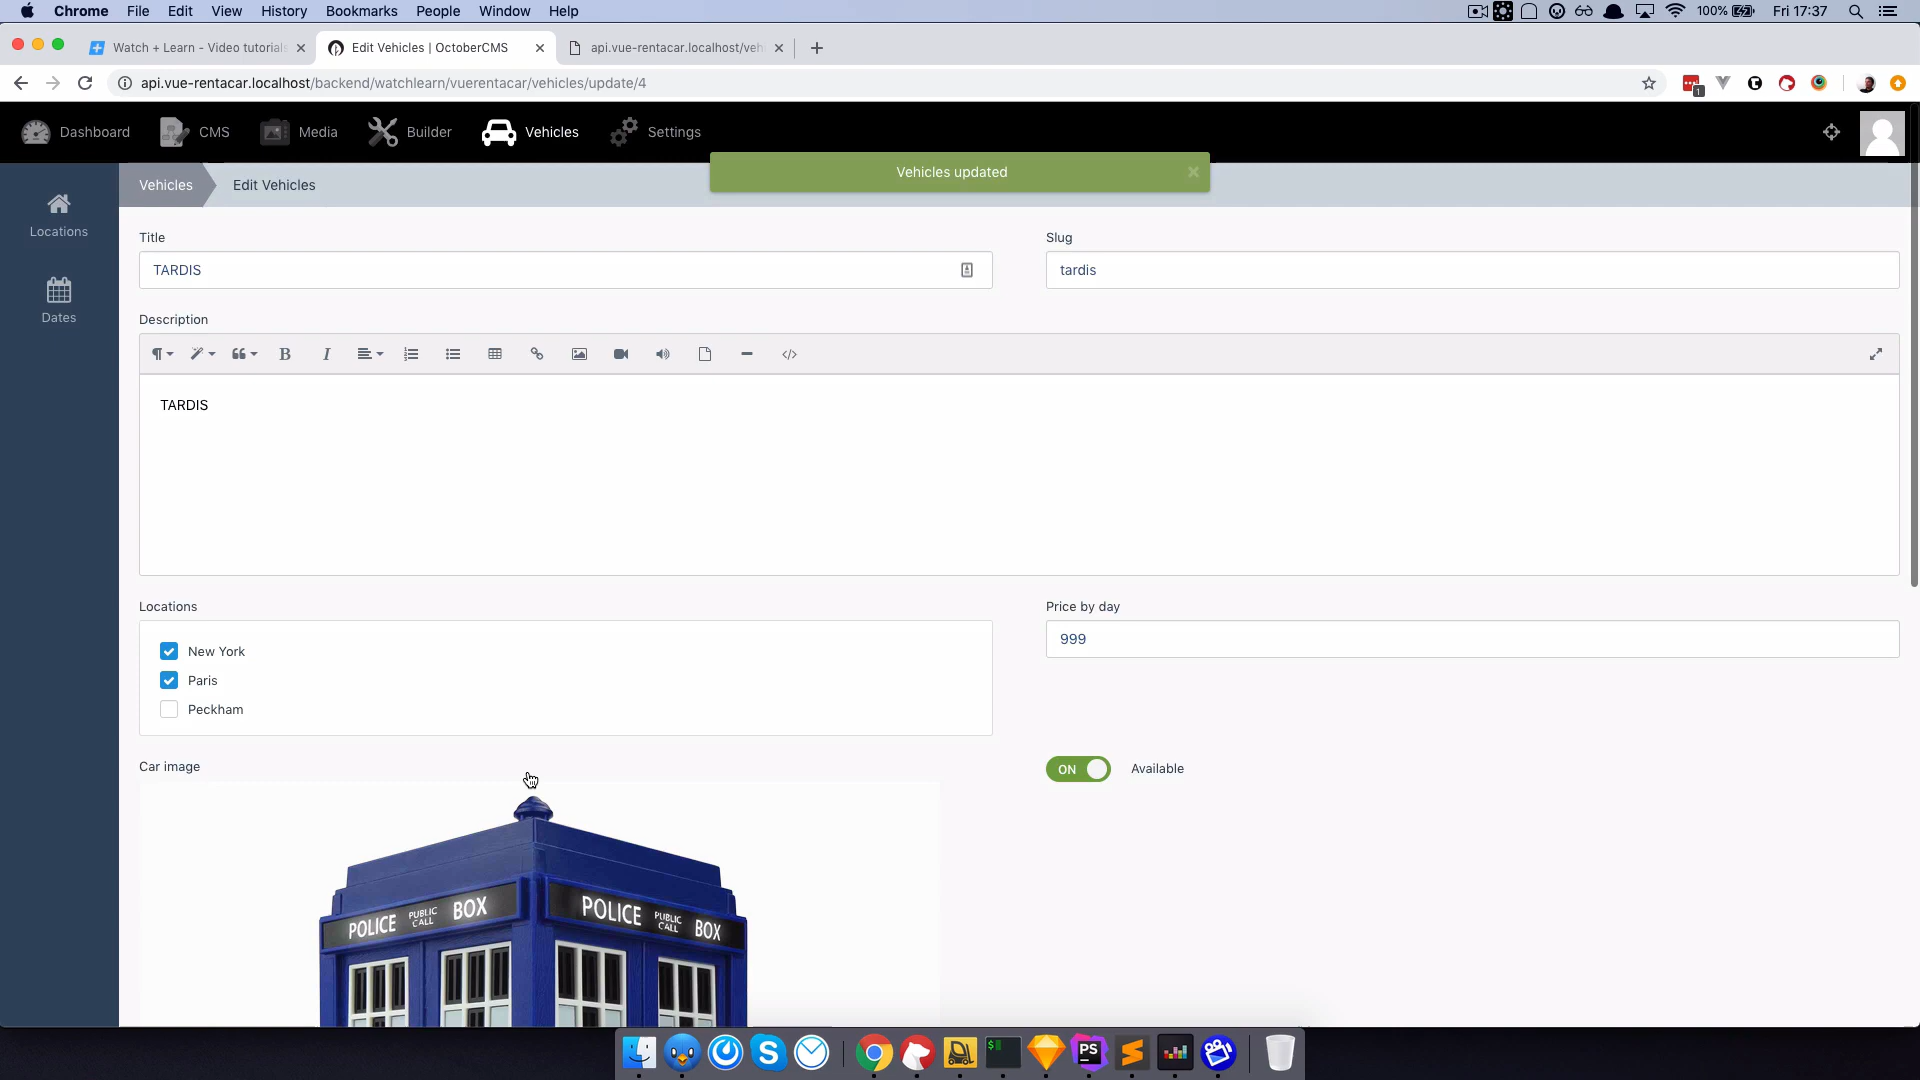 Chrome File Edit View History Bookmarks People Window Help 100% Fri 17:37
Watch + Learn - Video tutorials
Edit Vehicles | OctoberCMS
api.vue-rentacar.localhost/veh
api.vue-rentacar.localhost/backend/watchlearn/vuerentacar/vehicles/update/4
1
Dashboard CMS Media Builder Vehicles Settings
Vehicles updated
Vehicles Edit Vehicles
Locations
Dates
Title
TARDIS
Slug
tardis
Description
TARDIS
Locations
New York
Paris
Peckham
Price by day
999
Car image
ON Available
POLICE PUBLIC CALL BOX
POLICE PUBLIC CALL BOX
$
PS